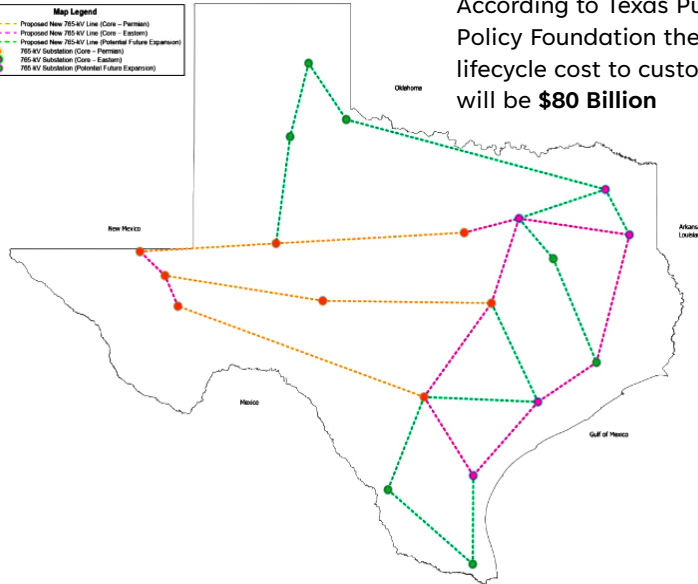 Map Legend
Proposed New 765-kV Line (Core – Permian)
Proposed New 765-kV Line (Core – Eastern)
Proposed New 765-kV Line (Potential Future Expansion)
765-kV Substation (Core – Permian)
765-kV Substation (Core – Eastern)
765-kV Substation (Potential Future Expansion)
According to Texas Pu
Policy Foundation the
lifecycle cost to custo
will be $80 Billion
Oklahoma
New Mexico
Arkans
Louisia
Mexico
Gulf of Mexico